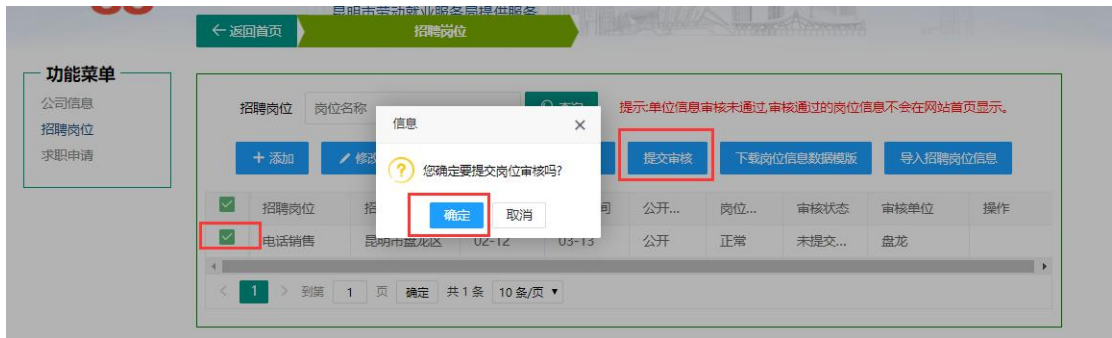 昆明市劳动就业服务局提供服务
←返回首页
招聘岗位
功能菜单
公司信息
招聘岗位
求职申请
招聘岗位 岗位名称 查询 提示:单位信息审核未通过,审核通过的岗位信息不会在网站首页显示。
信息 ×
+ 添加 修改 提交审核 下载岗位信息数据模版 导入招聘岗位信息
? 您确定要提交岗位审核吗?
确定 取消
招聘岗位 招 间 公开... 岗位... 审核状态 审核单位 操作
电话销售 昆明市盘龙区 02-12 03-13 公开 正常 未提交... 盘龙
< 1 > 到第 1 页 确定 共1条 10条/页 ▼